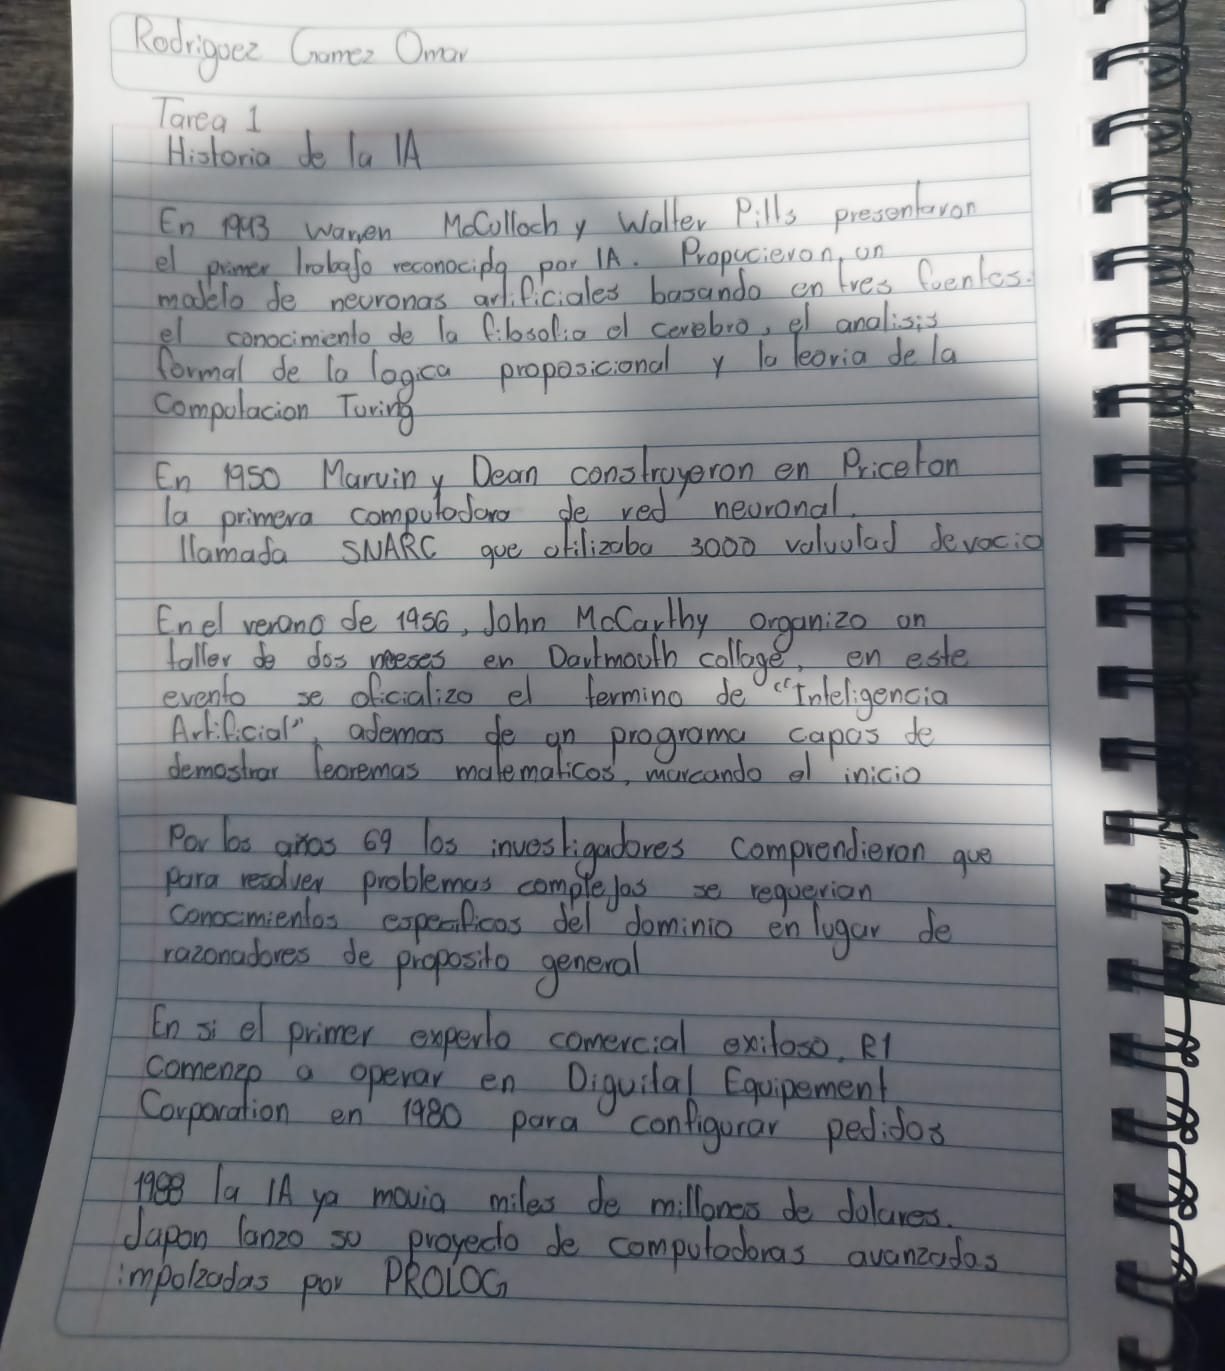 Rodriguez Gamez Omar
Tarea 1
Historia de la IA
En 1943 Warren McColloch y Walter Pills presentaron
el primer trabajo reconocido por IA. Propucieron, un
modelo de neuronas artificiales basando en tres fuentes:
el conocimiento de la filosofia el cerebro, el analisis
formal de la logica proposicional y la teoria de la
Computacion Turing
En 1950 Marvin y Dean construyeron en Priceton
la primera computadora de red neuronal.
llamada SNARC que utilizaba 3000 valvulad de vacio
En el verano de 1956, John McCarthy organizo un
taller de dos meses en Dartmouth collage, en este
evento se oficializo el termino de "Inteligencia
Artificial", ademas de un programa capas de
demostrar teoremas matematicos, marcando el inicio
Por los años 69 los investigadores comprendieron que
para resolver problemas complejas se requerian
conocimientos especificos del dominio en lugar de
razonadores de proposito general
En si el primer experto comercial exitoso. R1
comenzo a operar en Diguital Equipement
Corporation en 1980 para configurar pedidos
1988 la IA ya movia miles de millones de dolares.
Japon lanzo su proyecto de computadoras avanzadas
impolzadas por PROLOG